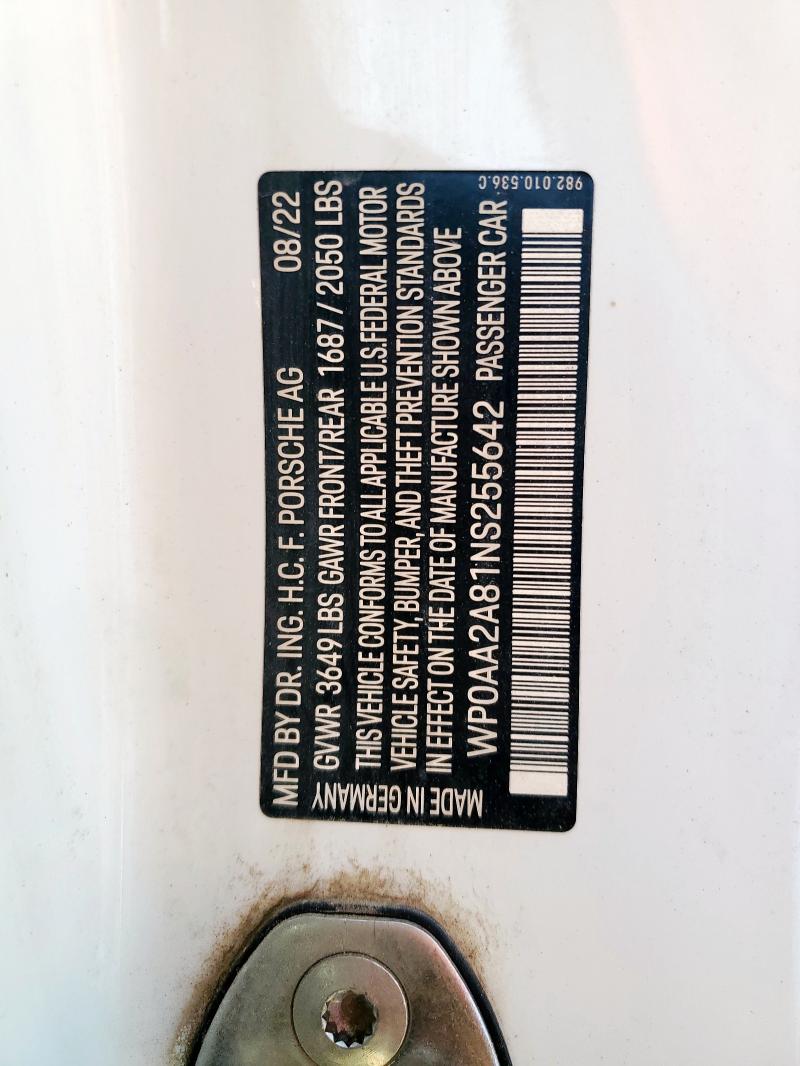 MFD BY DR. ING. H.C. F. PORSCHE AG 08/22
GVWR 3649 LBS GAWR FRONT/REAR 1687 / 2050 LBS
THIS VEHICLE CONFORMS TO ALL APPLICABLE U.S. FEDERAL MOTOR
VEHICLE SAFETY, BUMPER, AND THEFT PREVENTION STANDARDS
IN EFFECT ON THE DATE OF MANUFACTURE SHOWN ABOVE
WP0AA2A81NS255642 PASSENGER CAR
MADE IN GERMANY
982.010.536.C